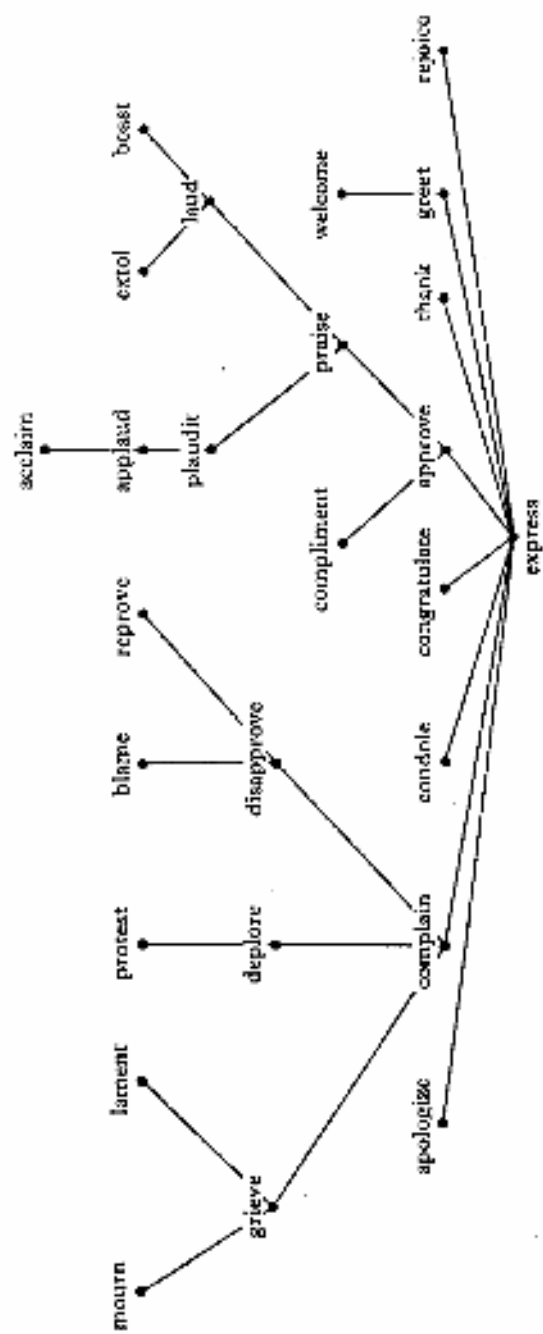 acclaim
mourn
lament
protest
blame
reprove
applaud
extol
boast
plaudit
laud
grieve
deplore
disapprove
compliment
praise
welcome
apologize
complain
condole
congratulate
approve
thank
greet
rejoice
express